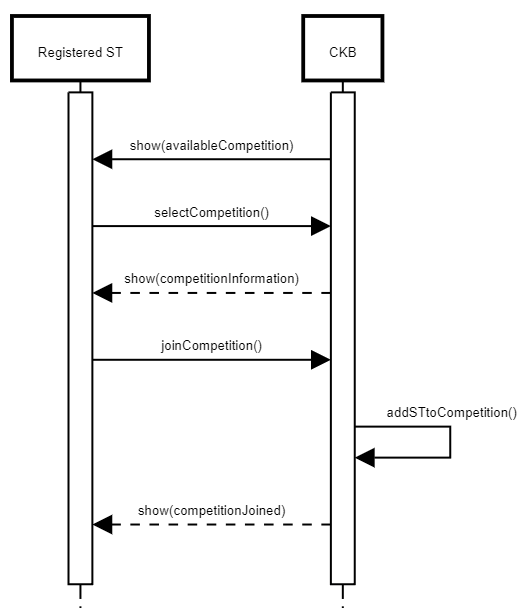 Registered ST
CKB
show(availableCompetition)
selectCompetition()
show(competitionInformation)
joinCompetition()
addSTtoCompetition()
show(competitionJoined)